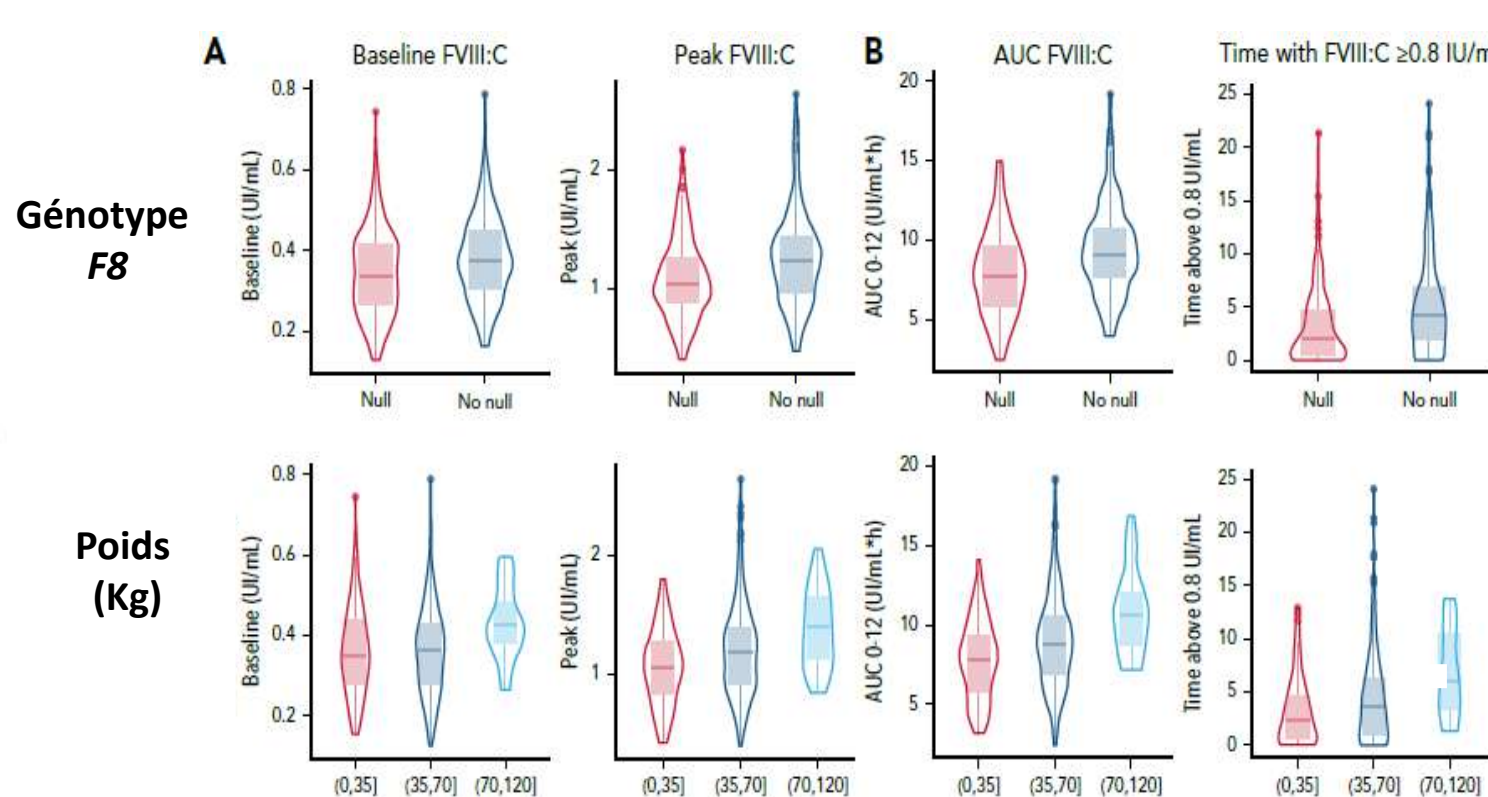 A
Baseline FVIII:C
Peak FVIII:C
B
AUC FVIII:C
Time with FVIII:C ≥0.8 IU/m
Génotype
F8
Baseline (UI/mL)
0.8
0.6
0.4
0.2
Null
No null
Peak (UI/mL)
2
1
Null
No null
AUC 0-12 (UI/mL*h)
20
15
10
5
Null
No null
Time above 0.8 UI/mL
25
20
15
10
5
0
Null
No null
Poids
(Kg)
Baseline (UI/mL)
0.8
0.6
0.4
0.2
(0,35]
(35,70]
(70,120]
Peak (UI/mL)
2
1
(0,35]
(35,70]
(70,120]
AUC 0-12 (UI/mL*h)
20
15
10
5
(0,35]
(35,70]
(70,120]
Time above 0.8 UI/mL
25
20
15
10
5
0
(0,35]
(35,70]
(70,120]